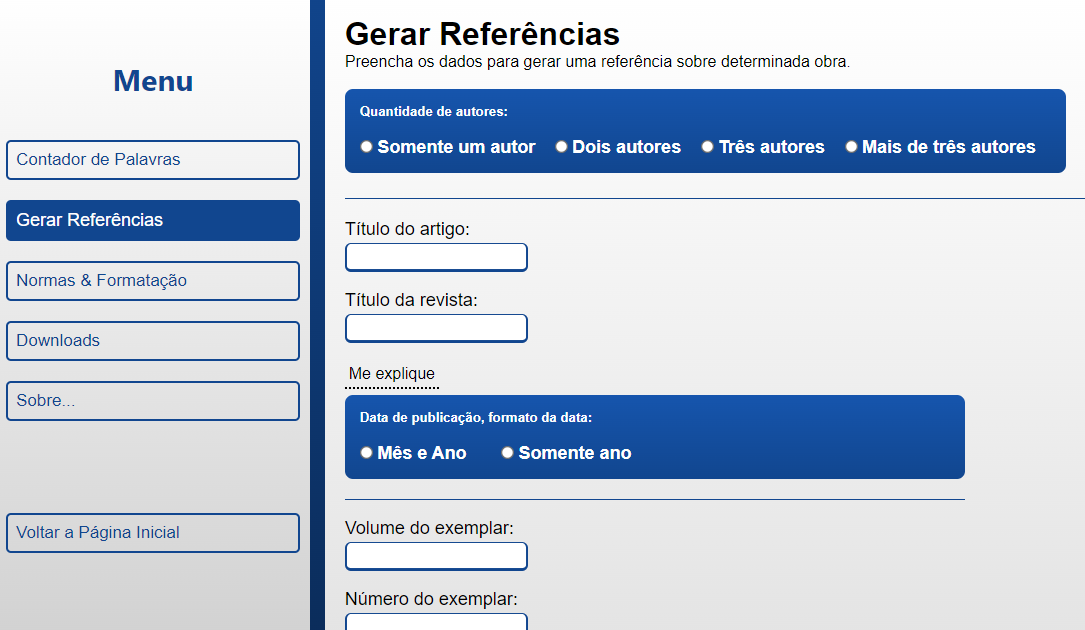 Menu
Contador de Palavras
Gerar Referências
Normas & Formatação
Downloads
Sobre...
Voltar a Página Inicial
Gerar Referências
Preencha os dados para gerar uma referência sobre determinada obra.
Quantidade de autores:
Somente um autor Dois autores Três autores Mais de três autores
Título do artigo:
Título da revista:
Me explique
Data de publicação, formato da data:
Mês e Ano Somente ano
Volume do exemplar:
Número do exemplar: